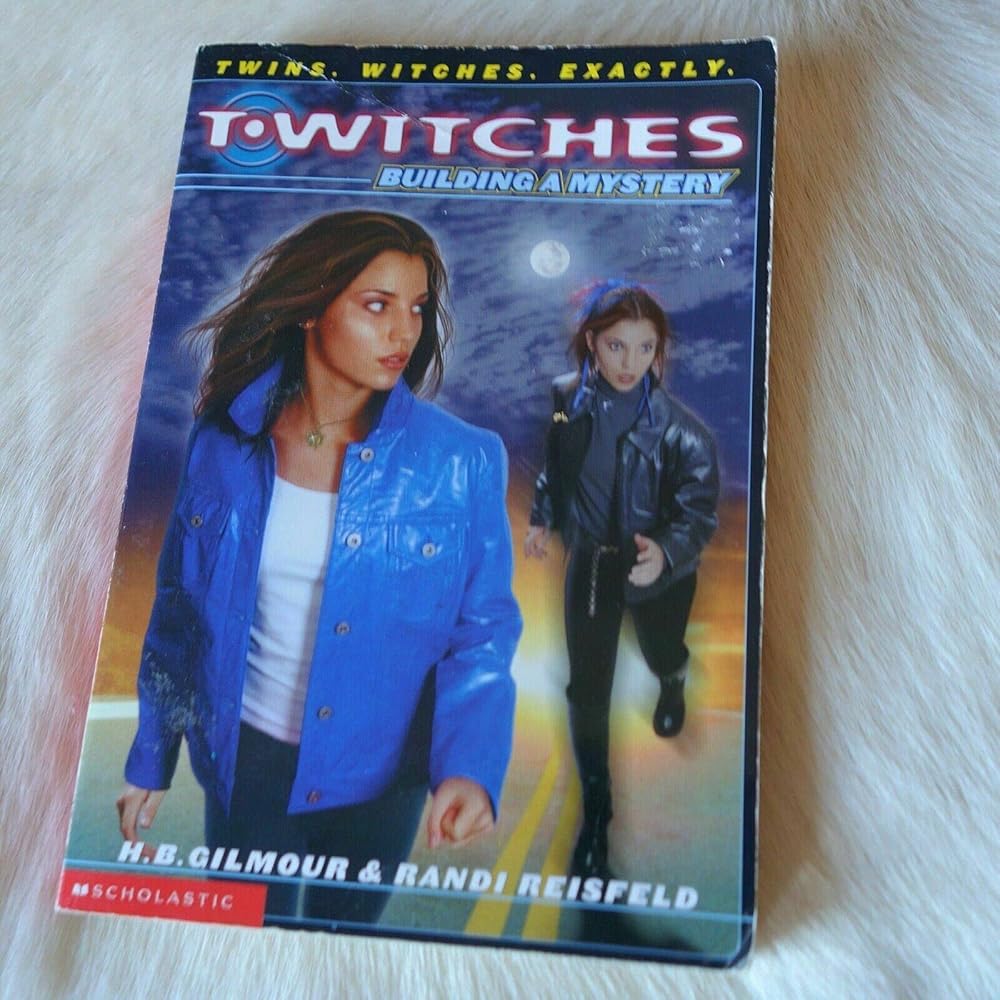 TWINS. WITCHES. EXACTLY.
T•WITCHES
BUILDING A MYSTERY
H.B. GILMOUR & RANDI REISFELD
SCHOLASTIC